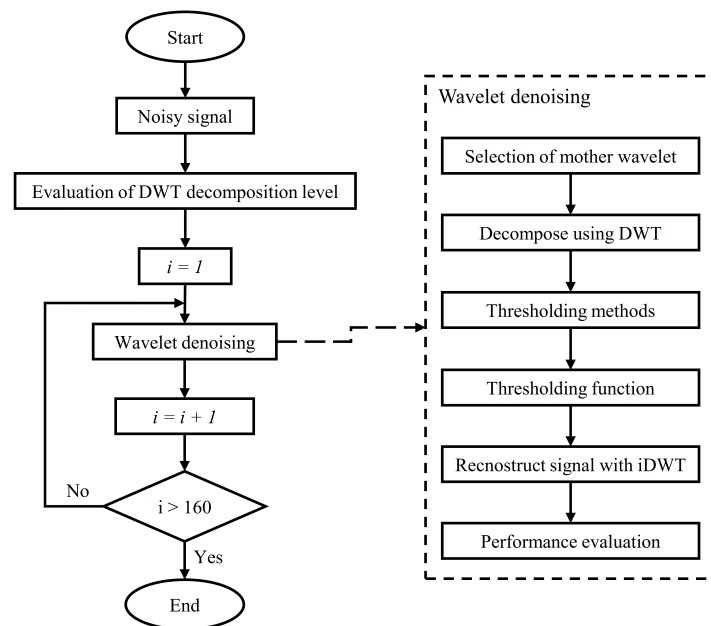 Start
Noisy signal
Evaluation of DWT decomposition level
i = 1
Wavelet denoising
i = i + 1
i > 160
No
Yes
End
Wavelet denoising
Selection of mother wavelet
Decompose using DWT
Thresholding methods
Thresholding function
Recnostruct signal with iDWT
Performance evaluation